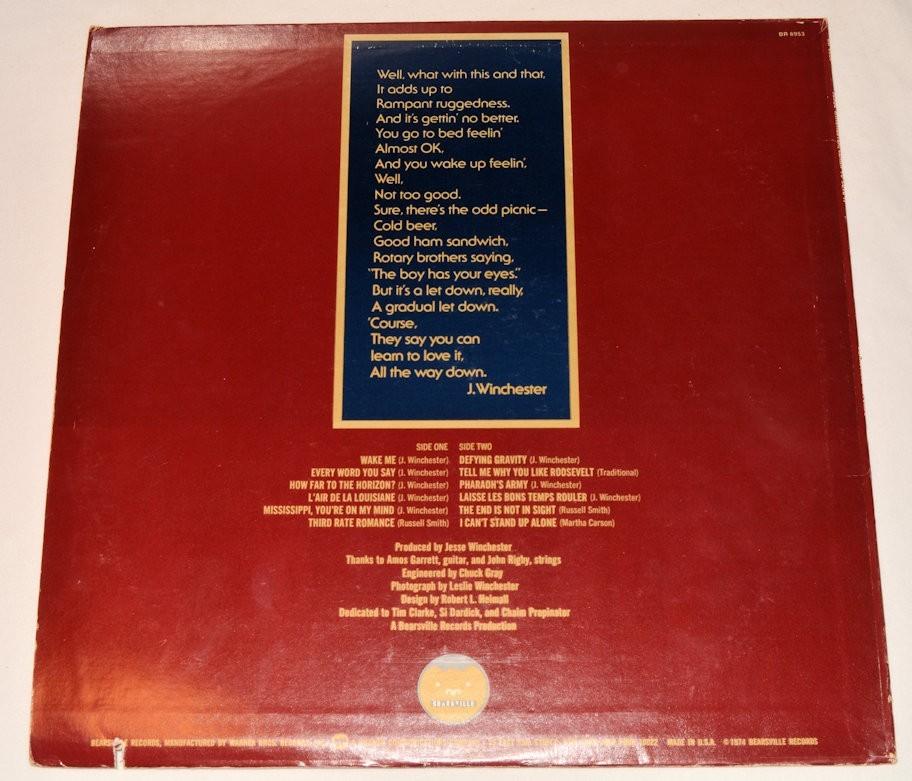 BR 6953
Well, what with this and that,
It adds up to
Rampant ruggedness.
And it's gettin' no better.
You go to bed feelin'
Almost OK,
And you wake up feelin',
Well,
Not too good.
Sure, there's the odd picnic—
Cold beer,
Good ham sandwich,
Rotary brothers saying,
"The boy has your eyes."
But it's a let down, really,
A gradual let down.
'Course,
They say you can
learn to love it,
All the way down.
J. Winchester
SIDE ONE SIDE TWO
WAKE ME (J. Winchester) DEFYING GRAVITY (J. Winchester)
EVERY WORD YOU SAY (J. Winchester) TELL ME WHY YOU LIKE ROOSEVELT (Traditional)
HOW FAR TO THE HORIZON? (J. Winchester) PHARAOH'S ARMY (J. Winchester)
L'AIR DE LA LOUISIANE (J. Winchester) LAISSE LES BONS TEMPS ROULER (J. Winchester)
MISSISSIPPI, YOU'RE ON MY MIND (J. Winchester) THE END IS NOT IN SIGHT (Russell Smith)
THIRD RATE ROMANCE (Russell Smith) I CAN'T STAND UP ALONE (Martha Carson)
Produced by Jesse Winchester
Thanks to Amos Garrett, guitar, and John Rigby, strings
Engineered by Chuck Gray
Photograph by Leslie Winchester
Design by Robert L. Heimall
Dedicated to Tim Clarke, Si Dardick, and Chaim Propinator
A Bearsville Records Production
BEARSVILLE
BEARSVILLE RECORDS, MANUFACTURED BY WARNER BROS. RECORDS MADE IN U.S.A. © 1974 BEARSVILLE RECORDS